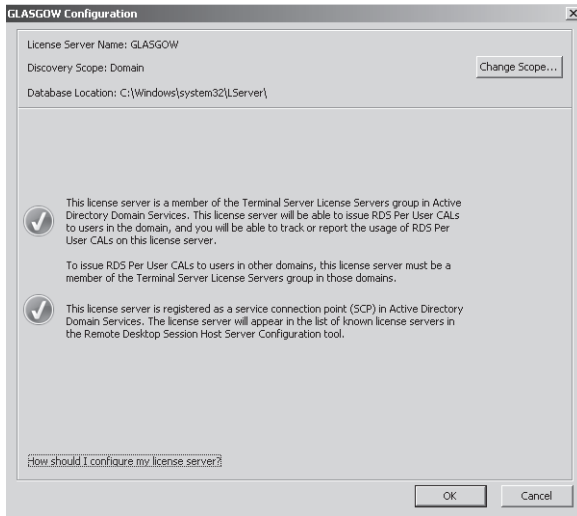 GLASGOW Configuration
License Server Name: GLASGOW
Discovery Scope: Domain
Change Scope...
Database Location: C:\Windows\system32\LServer\
This license server is a member of the Terminal Server License Servers group in Active
Directory Domain Services. This license server will be able to issue RDS Per User CALs
to users in the domain, and you will be able to track or report the usage of RDS Per
User CALs on this license server.
To issue RDS Per User CALs to users in other domains, this license server must be a
member of the Terminal Server License Servers group in those domains.
This license server is registered as a service connection point (SCP) in Active Directory
Domain Services. The license server will appear in the list of known license servers in
the Remote Desktop Session Host Server Configuration tool.
How should I configure my license server?
OK
Cancel